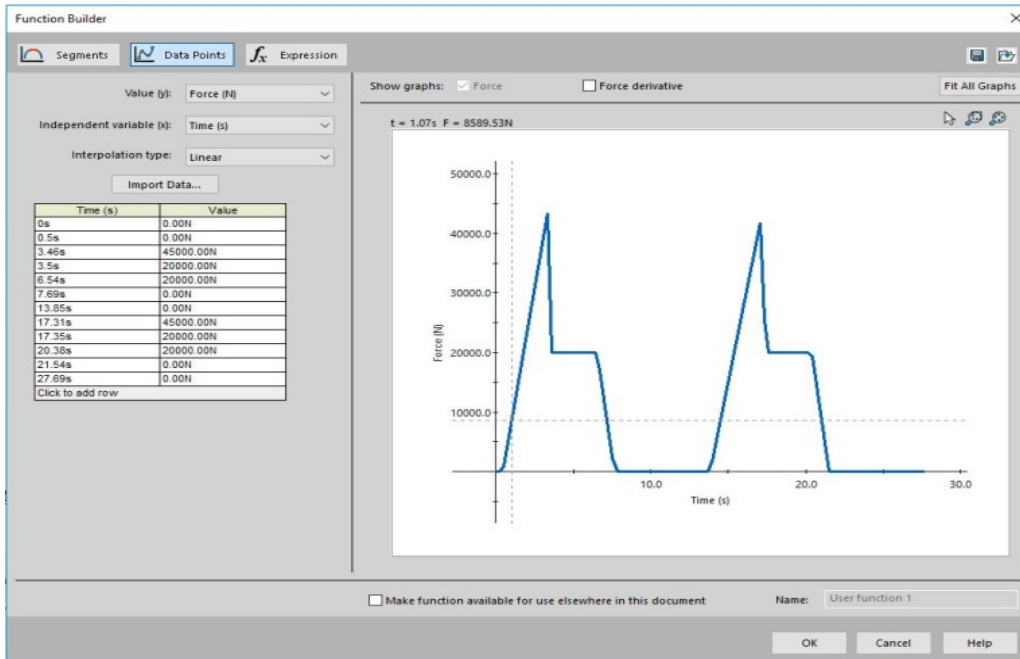 Function Builder
Segments
Data Points
fx Expression
Value (y): Force (N)
Independent variable (x): Time (s)
Interpolation type: Linear
Import Data...
Time (s) Value
0s 0.00N
0.5s 0.00N
3.46s 45000.00N
3.5s 20000.00N
6.54s 20000.00N
7.69s 0.00N
13.85s 0.00N
17.31s 45000.00N
17.35s 20000.00N
20.38s 20000.00N
21.54s 0.00N
27.69s 0.00N
Click to add row
Show graphs: Force Force derivative Fit All Graphs
t = 1.07s F = 8589.53N
50000.0
40000.0
30000.0
20000.0
10000.0
Force (N)
10.0 20.0 30.0
Time (s)
Make function available for use elsewhere in this document Name: User function 1
OK Cancel Help